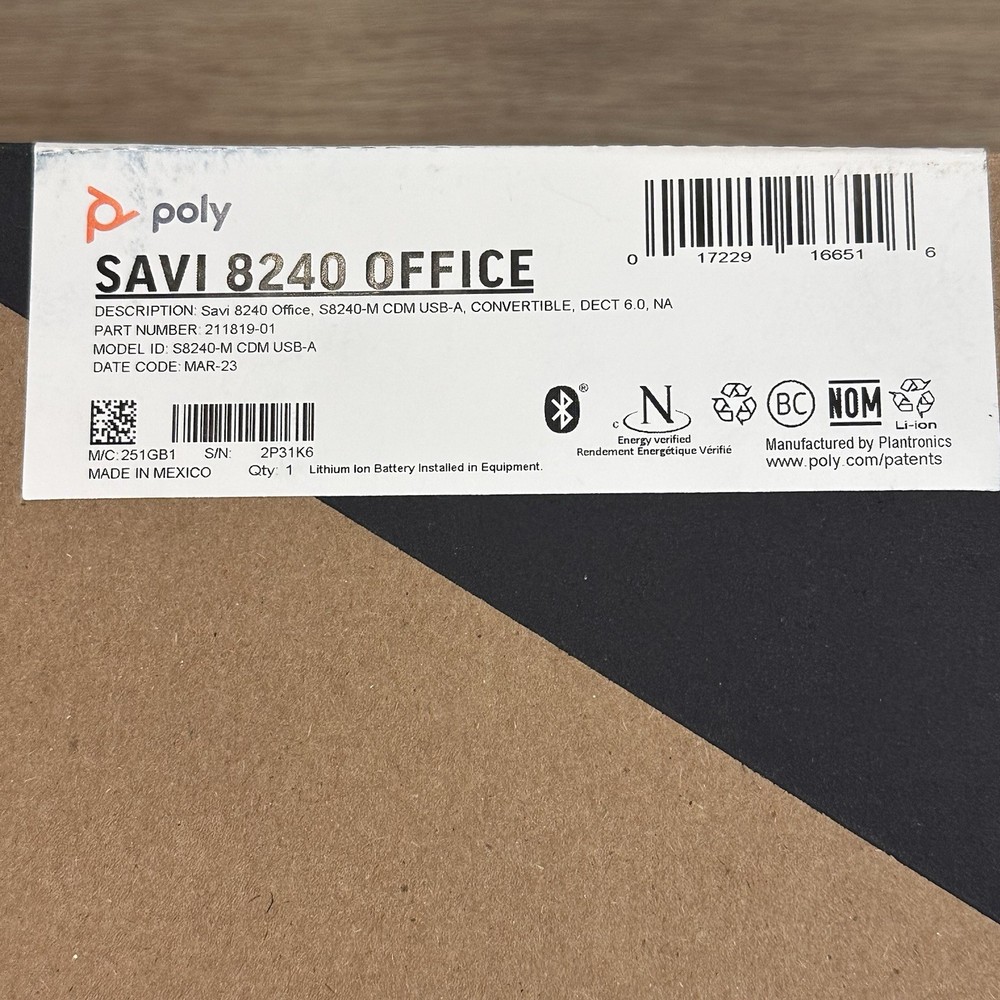 poly
SAVI 8240 OFFICE
DESCRIPTION: Savi 8240 Office, S8240-M CDM USB-A, CONVERTIBLE, DECT 6.0, NA
PART NUMBER: 211819-01
MODEL ID: S8240-M CDM USB-A
DATE CODE: MAR-23
0 17229 16651 6
M/C:251GB1 S/N: 2P31K6
MADE IN MEXICO Qty: 1 Lithium Ion Battery Installed in Equipment.
®
c N
Energy verified
Rendement Energétique Vérifié
BC
NOM
Li-ion
Manufactured by Plantronics
www.poly.com/patents